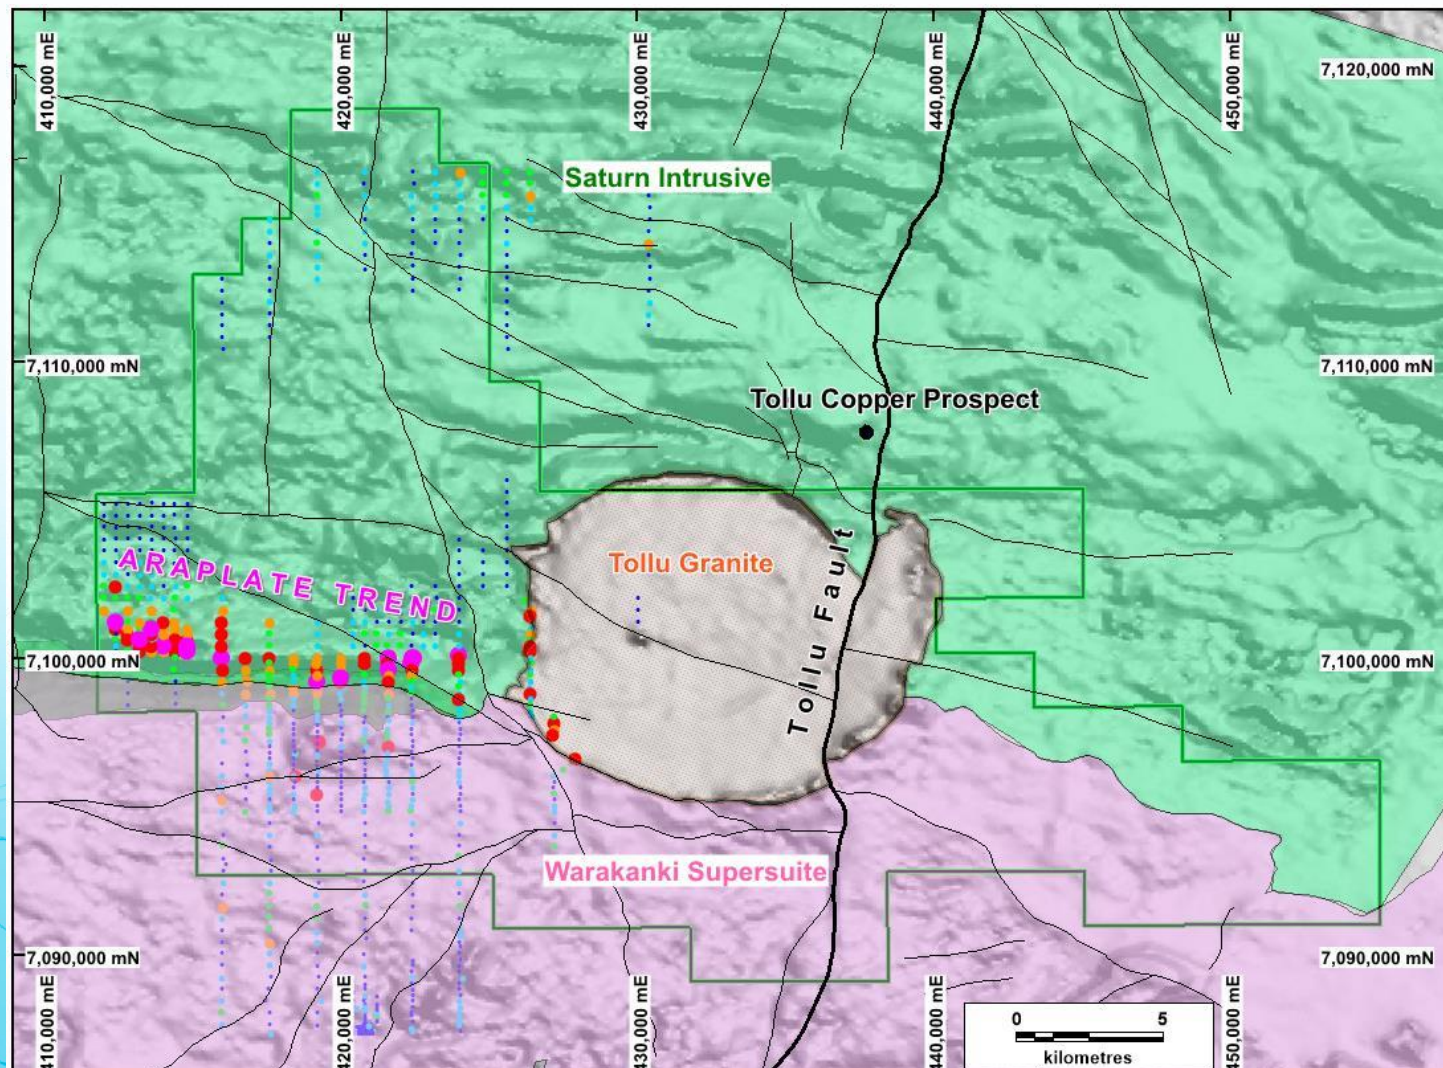 410,000 mE
420,000 mE
430,000 mE
440,000 mE
450,000 mE
7,120,000 mN
Saturn Intrusive
7,110,000 mN
7,110,000 mN
Tollu Copper Prospect
ARAPLATE TREND
Tollu Granite
Tollu Fault
7,100,000 mN
7,100,000 mN
Warakanki Supersuite
7,090,000 mN
7,090,000 mN
410,000 mE
420,000 mE
430,000 mE
440,000 mE
450,000 mE
0 5
kilometres